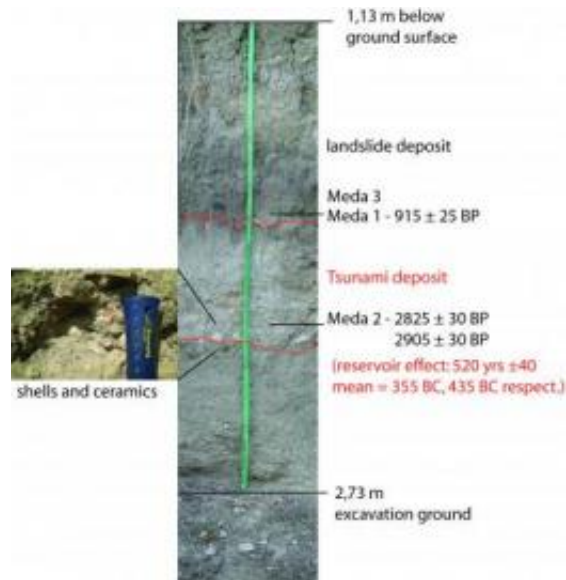 1,13 m below
ground surface
landslide deposit
Meda 3
Meda 1 - 915 ± 25 BP
Tsunami deposit
Meda 2 - 2825 ± 30 BP
2905 ± 30 BP
(reservoir effect: 520 yrs ±40
mean = 355 BC, 435 BC respect.)
shells and ceramics
2,73 m
excavation ground